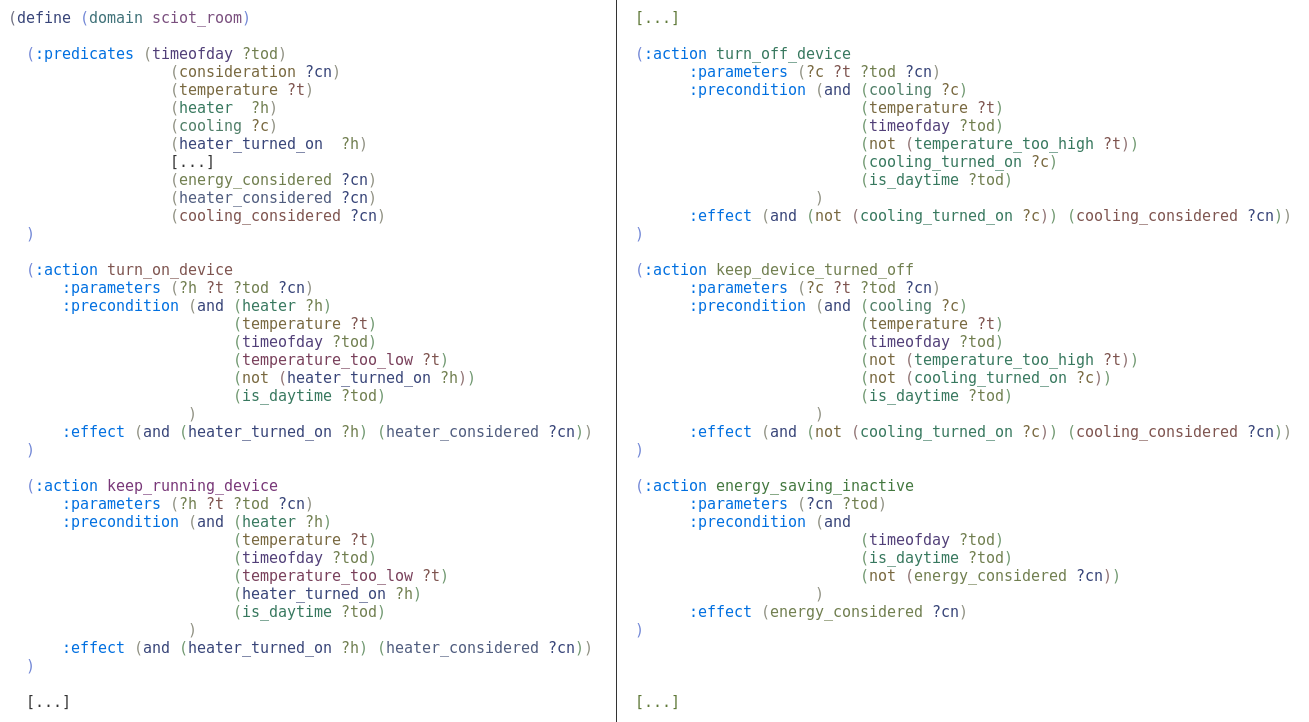 (define (domain sciot_room)
  (:predicates (timeofday ?tod)
                  (consideration ?cn)
                  (temperature ?t)
                  (heater  ?h)
                  (cooling ?c)
                  (heater_turned_on  ?h)
                  [...]
                  (energy_considered ?cn)
                  (heater_considered ?cn)
                  (cooling_considered ?cn)
  )
  (:action turn_on_device
      :parameters (?h ?t ?tod ?cn)
      :precondition (and (heater ?h)
                         (temperature ?t)
                         (timeofday ?tod)
                         (temperature_too_low ?t)
                         (not (heater_turned_on ?h))
                         (is_daytime ?tod)
                    )
      :effect (and (heater_turned_on ?h) (heater_considered ?cn))
  )
  (:action keep_running_device
      :parameters (?h ?t ?tod ?cn)
      :precondition (and (heater ?h)
                         (temperature ?t)
                         (timeofday ?tod)
                         (temperature_too_low ?t)
                         (heater_turned_on ?h)
                         (is_daytime ?tod)
                    )
      :effect (and (heater_turned_on ?h) (heater_considered ?cn))
  )
  [...]
[...]
(:action turn_off_device
      :parameters (?c ?t ?tod ?cn)
      :precondition (and (cooling ?c)
                         (temperature ?t)
                         (timeofday ?tod)
                         (not (temperature_too_high ?t))
                         (cooling_turned_on ?c)
                         (is_daytime ?tod)
                    )
      :effect (and (not (cooling_turned_on ?c)) (cooling_considered ?cn))
)
(:action keep_device_turned_off
      :parameters (?c ?t ?tod ?cn)
      :precondition (and (cooling ?c)
                         (temperature ?t)
                         (timeofday ?tod)
                         (not (temperature_too_high ?t))
                         (not (cooling_turned_on ?c))
                         (is_daytime ?tod)
                    )
      :effect (and (not (cooling_turned_on ?c)) (cooling_considered ?cn))
)
(:action energy_saving_inactive
      :parameters (?cn ?tod)
      :precondition (and
                         (timeofday ?tod)
                         (is_daytime ?tod)
                         (not (energy_considered ?cn))
                    )
      :effect (energy_considered ?cn)
)
[...]